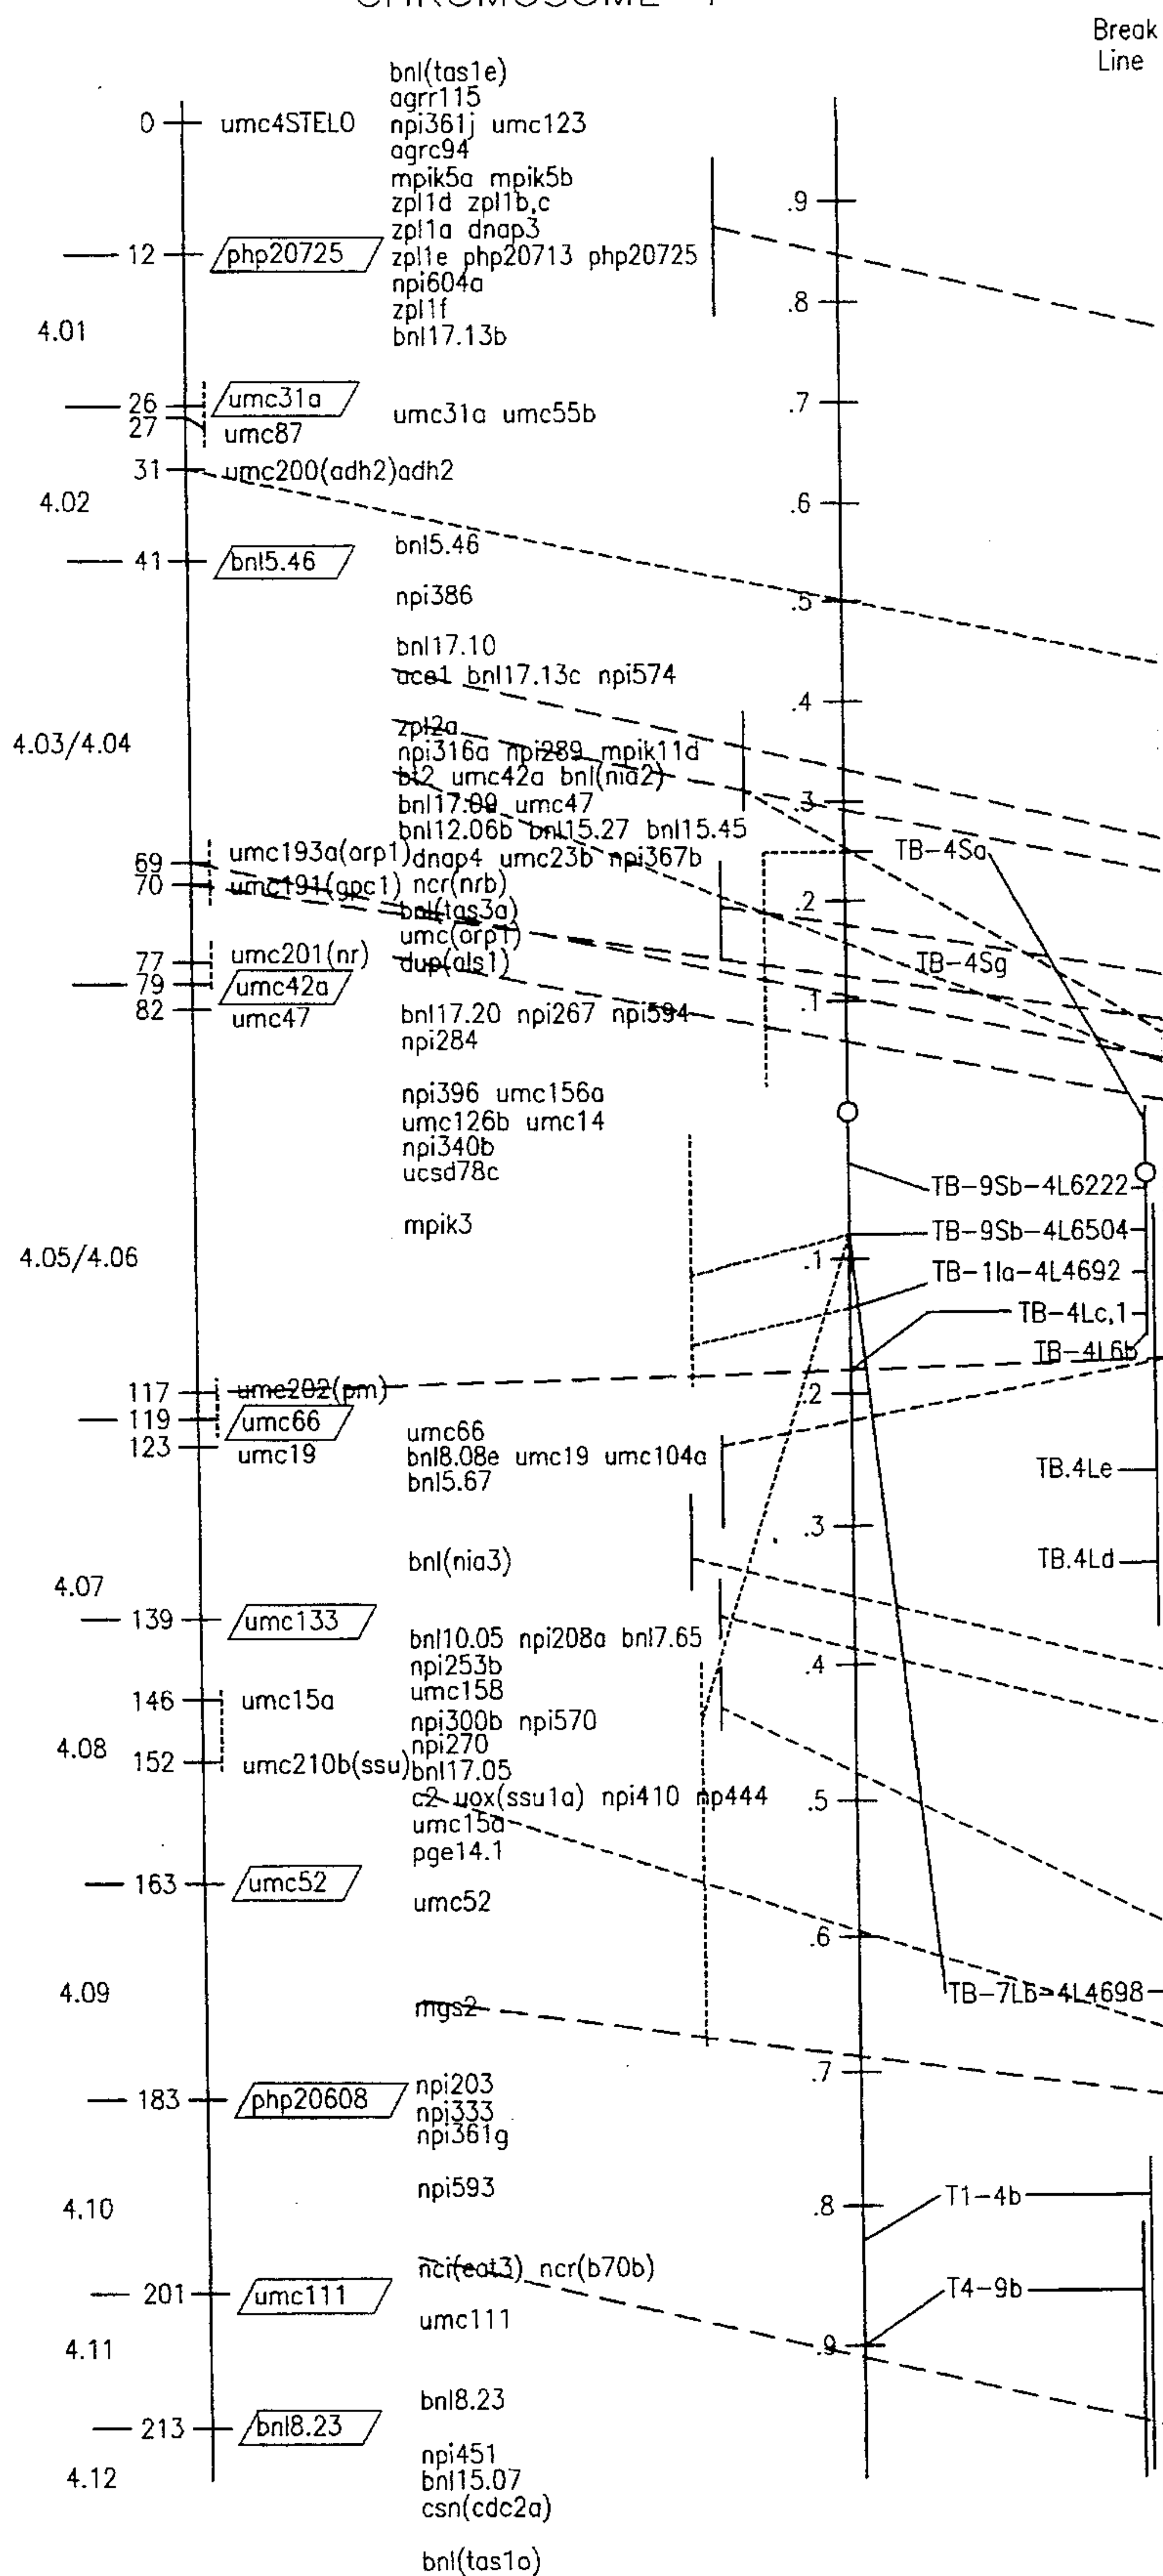 CHROMOSOME
Break
Line
bnl(tas1e)
agrr115
0 umc4STELO npi361j umc123
agrc94
mpik5a mpik5b
zpl1d zpl1b,c
.9
zpl1a dnap3
12 php20725 zpl1e php20713 php20725
npi604a
.8
zpl1f
4.01 bnl17.13b
26 umc31a .7
umc31a umc55b
27 umc87
31 umc200(adh2)adh2
4.02 .6
bnl5.46
41 bnl5.46
npi386 .5
bnl17.10
ace1 bnl17.13c npi574
.4
zpl2a
4.03/4.04 npi316a npi289 mpik11d
bt2 umc42a bnl(nia2)
bnl17.09 umc47 .3
bnl12.06b bnl15.27 bnl15.45
umc193a(orp1) dnap4 umc23b npi367b TB-4Sa
69
70 umc191(gpc1) ncr(nrb)
bnl(tas3a) .2
umc(orp1)
77 umc201(nr) dup(als1) TB-4Sg
79 umc42a
82 umc47 bnl17.20 npi267 npi594 .1
npi284
npi396 umc156a
umc126b umc14
npi340b
ucsd78c TB-9Sb-4L6222
mpik3 TB-9Sb-4L6504
4.05/4.06 .1
TB-1La-4L4692
TB-4Lc,1
TB-4L6b
117 umc202(pm) .2
119 umc66 umc66
123 umc19 bnl8.08e umc19 umc104a
TB.4Le
bnl5.67
.3
bnl(nia3) TB.4Ld
4.07
139 umc133
bnl10.05 npi208a bnl7.65
npi253b .4
146 umc15a umc158
npi300b npi570
4.08 npi270
152 umc210b(ssu) bnl17.05
c2 uox(ssu1a) npi410 np444 .5
umc15a
pge14.1
163 umc52
umc52
.6
4.09 TB-7Lb-4L4698
mgs2
.7
183 php20608 npi203
npi333
npi361g
npi593
4.10 .8 T1-4b
nci(eat3) ncr(b70b)
201 umc111 T4-9b
umc111
4.11 .9
bnl8.23
213 bnl8.23
npi451
4.12 bnl15.07
csn(cdc2a)
bnl(tas1o)